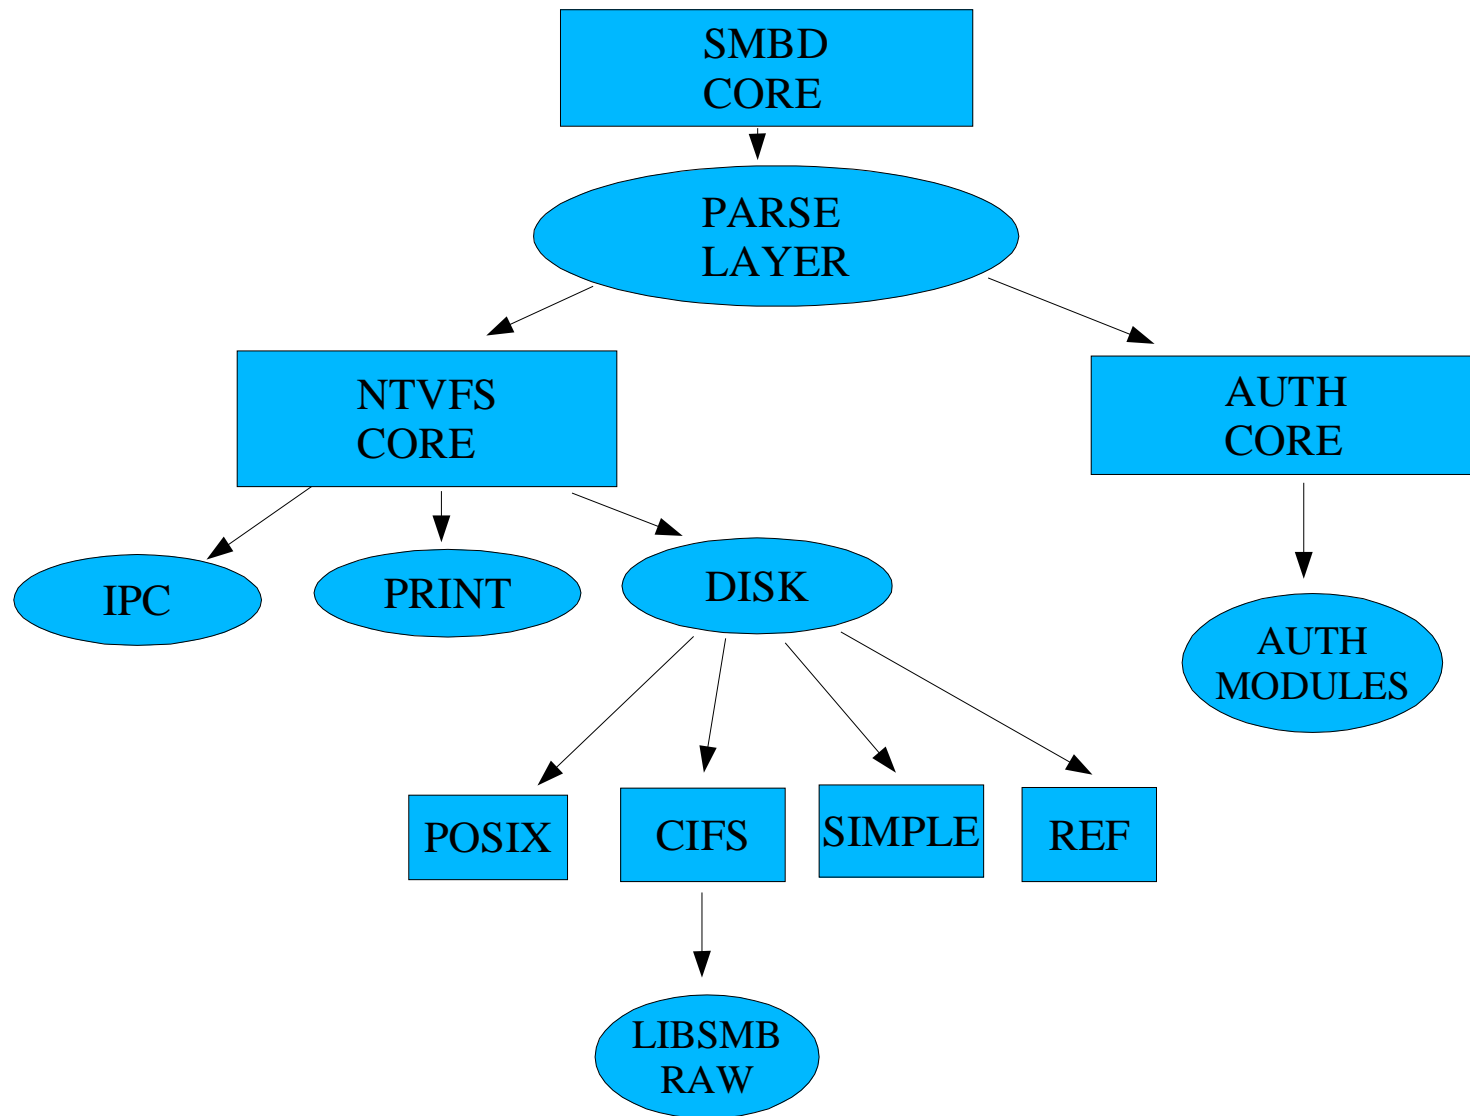 SMBD
CORE
PARSE
LAYER
NTVFS
CORE
AUTH
CORE
IPC
PRINT
DISK
AUTH
MODULES
POSIX
CIFS
SIMPLE
REF
LIBSMB
RAW